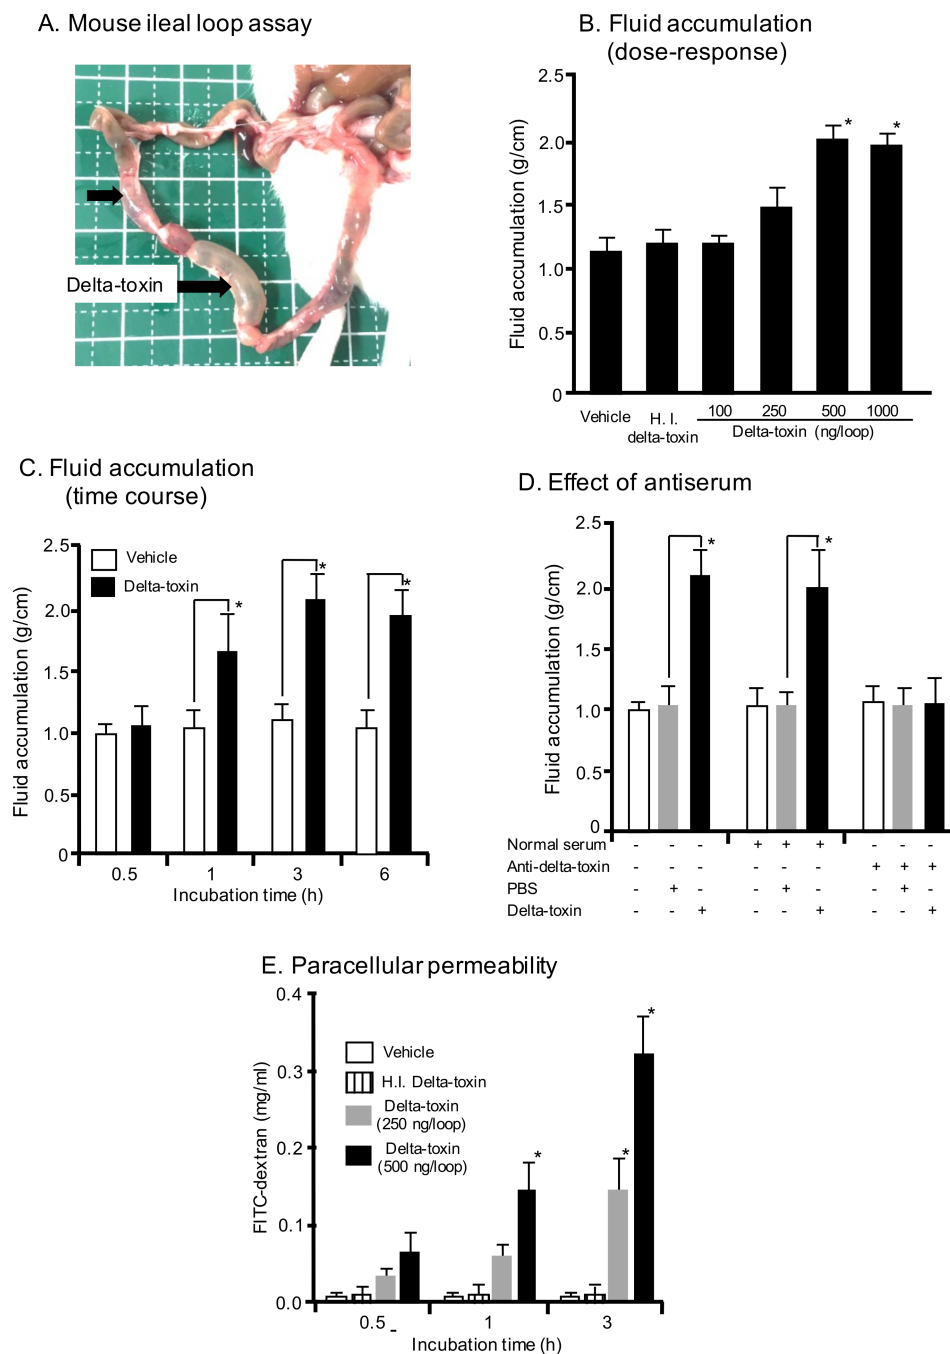 A. Mouse ileal loop assay
Delta-toxin
B. Fluid accumulation
(dose-response)
Fluid accumulation (g/cm)
2.5
2.0
1.5
1.0
0.5
0
Vehicle
H. I.
delta-toxin
100 250 500 1000
Delta-toxin (ng/loop)
* *
C. Fluid accumulation
(time course)
Fluid accumulation (g/cm)
2.5
2.0
1.5
1.0
0.5
0
Vehicle
Delta-toxin
* * *
0.5 1 3 6
Incubation time (h)
D. Effect of antiserum
Fluid accumulation (g/cm)
2.5
2.0
1.5
1.0
0.5
0
* *
Normal serum - - - + + + - - -
Anti-delta-toxin - - - - - - + + +
PBS - + - - + - - + -
Delta-toxin - - + - - + - - +
E. Paracellular permeability
FITC-dextran (mg/ml)
0.4
0.3
0.2
0.1
0.0
Vehicle
H.I. Delta-toxin
Delta-toxin
(250 ng/loop)
Delta-toxin
(500 ng/loop)
* * *
0.5 - 1 3
Incubation time (h)